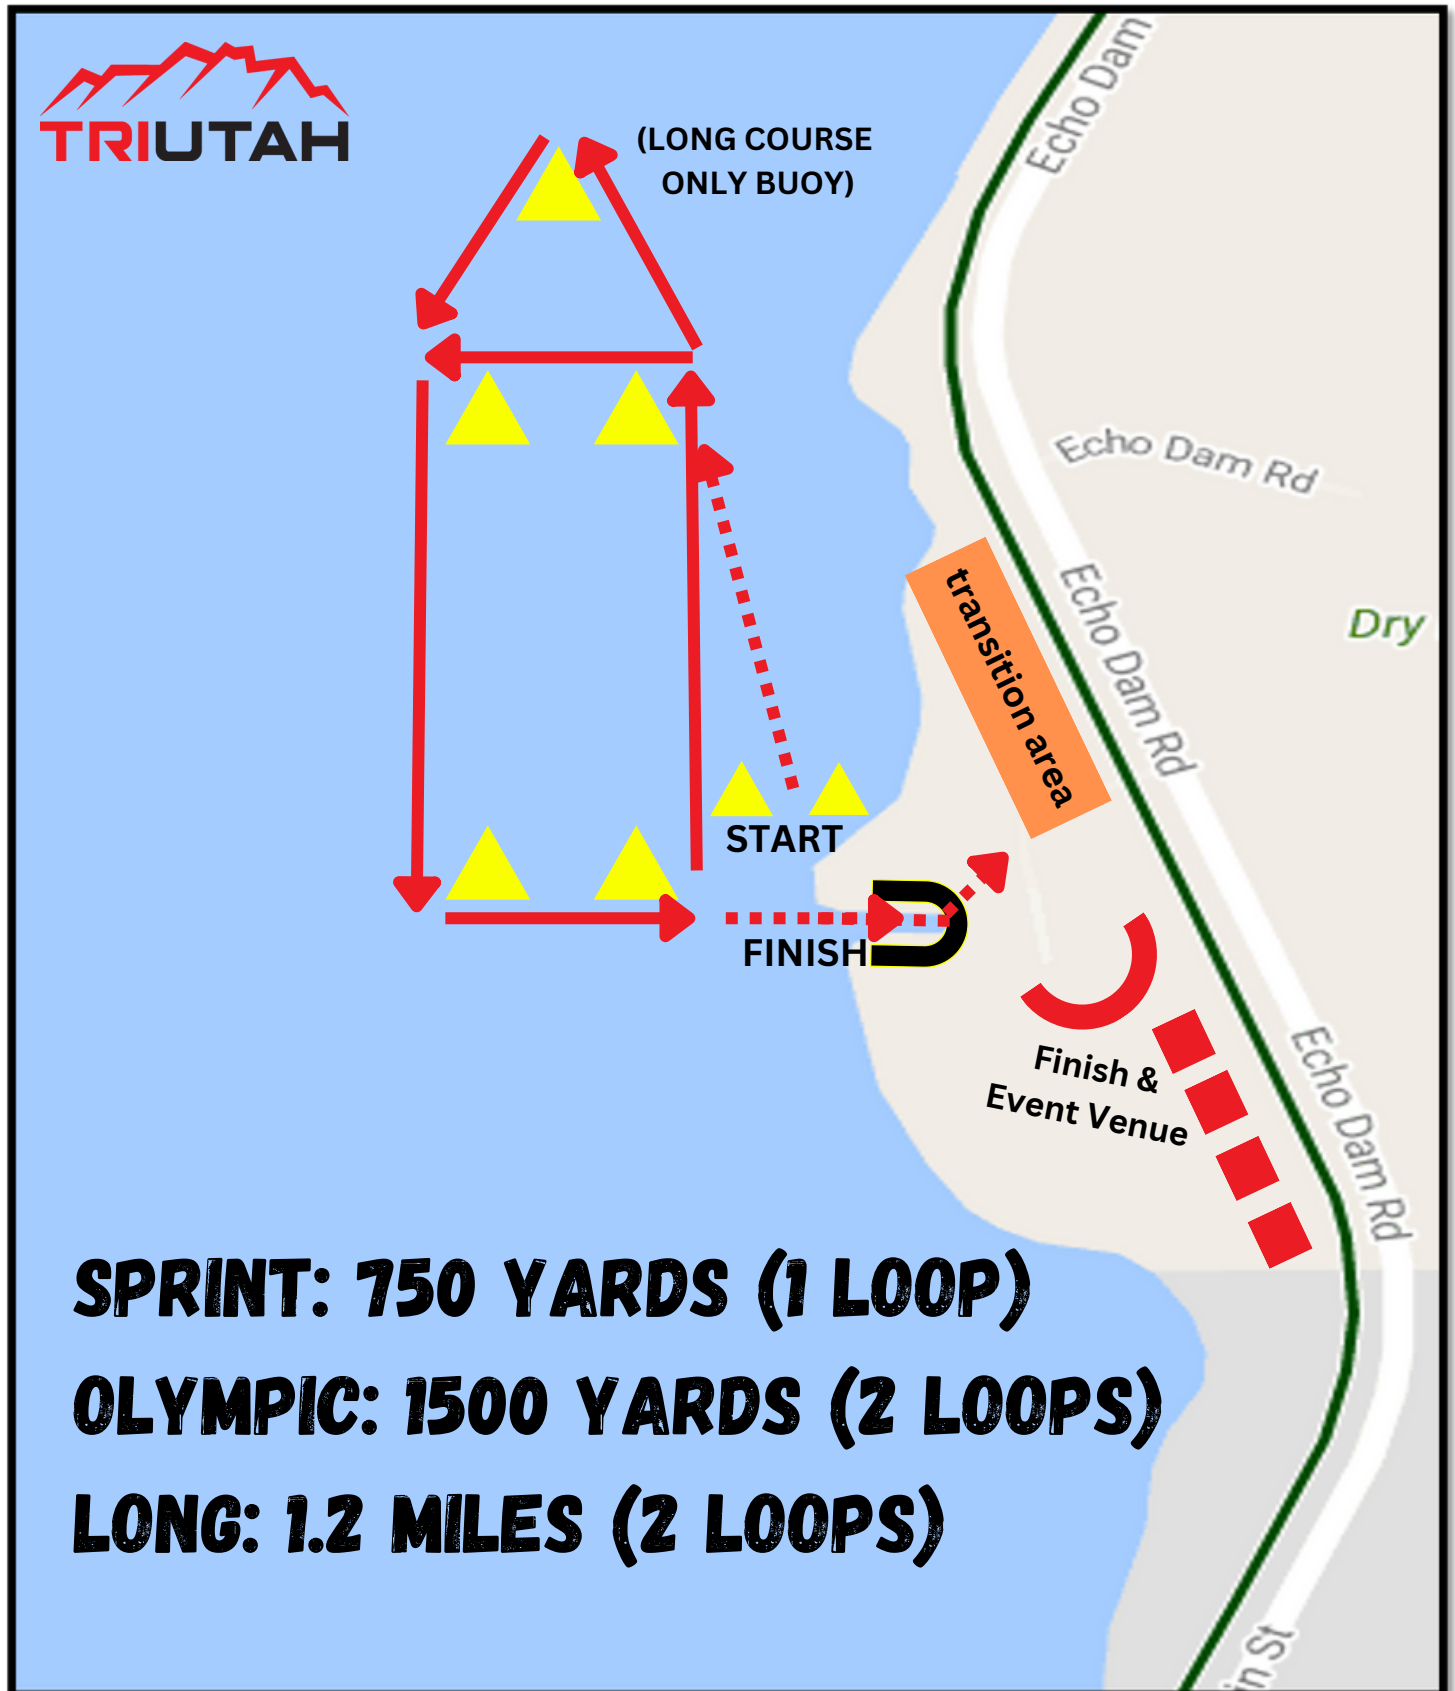 TRIUTAH
(LONG COURSE
ONLY BUOY)
Echo Dam
Echo Dam Rd
Echo Dam Rd
Dry
transition area
START
FINISH
Finish &
Event Venue
Echo Dam Rd
SPRINT: 750 YARDS (1 LOOP)
OLYMPIC: 1500 YARDS (2 LOOPS)
LONG: 1.2 MILES (2 LOOPS)
in St